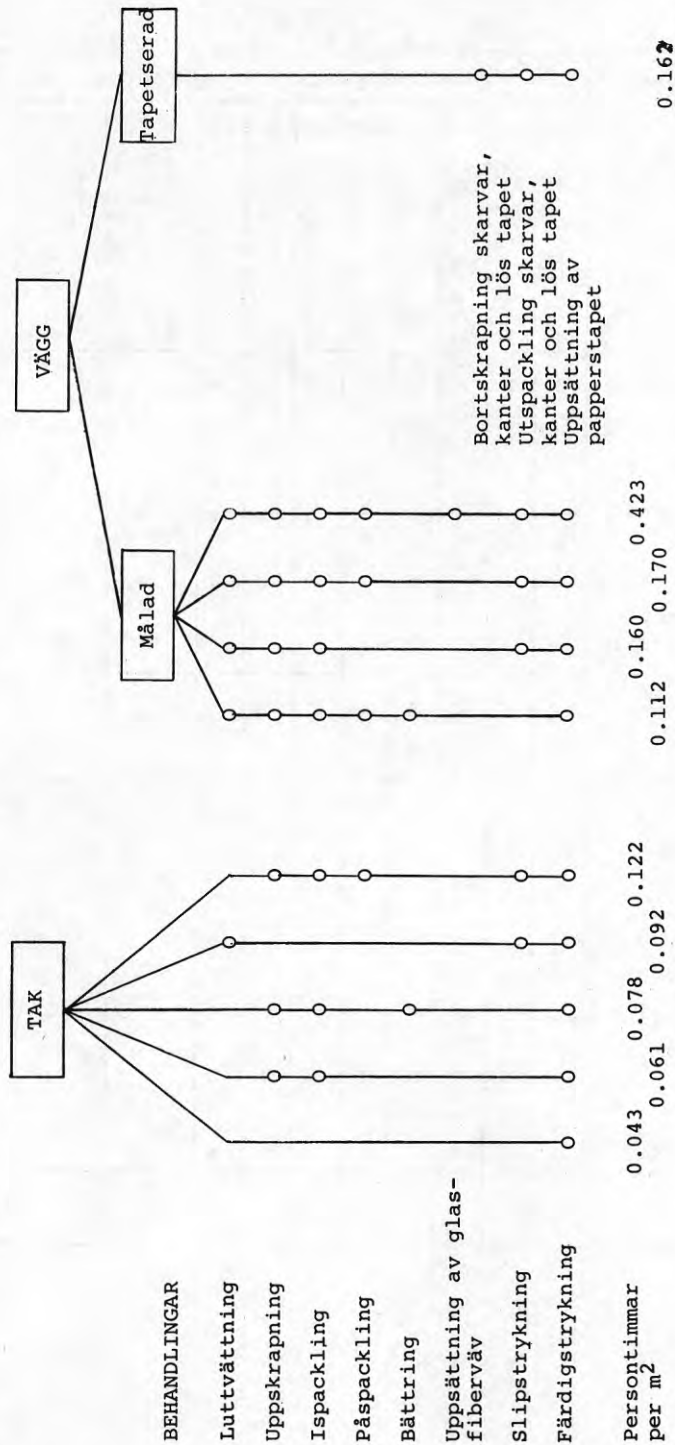 TAK
VÄGG
Målad
Tapetserad
BEHANDLINGAR
Luttvättning
Uppskrapning
Ispackling
Påspackling
Bättring
Uppsättning av glas-
fiberväv
Slipstrykning
Färdigstrykning
Bortskrapning skarvar,
kanter och lös tapet
Utspackling skarvar,
kanter och lös tapet
Uppsättning av
papperstapet
Persontimmar
per m2
0.043
0.061
0.078
0.092
0.122
0.112
0.160
0.170
0.423
0.162